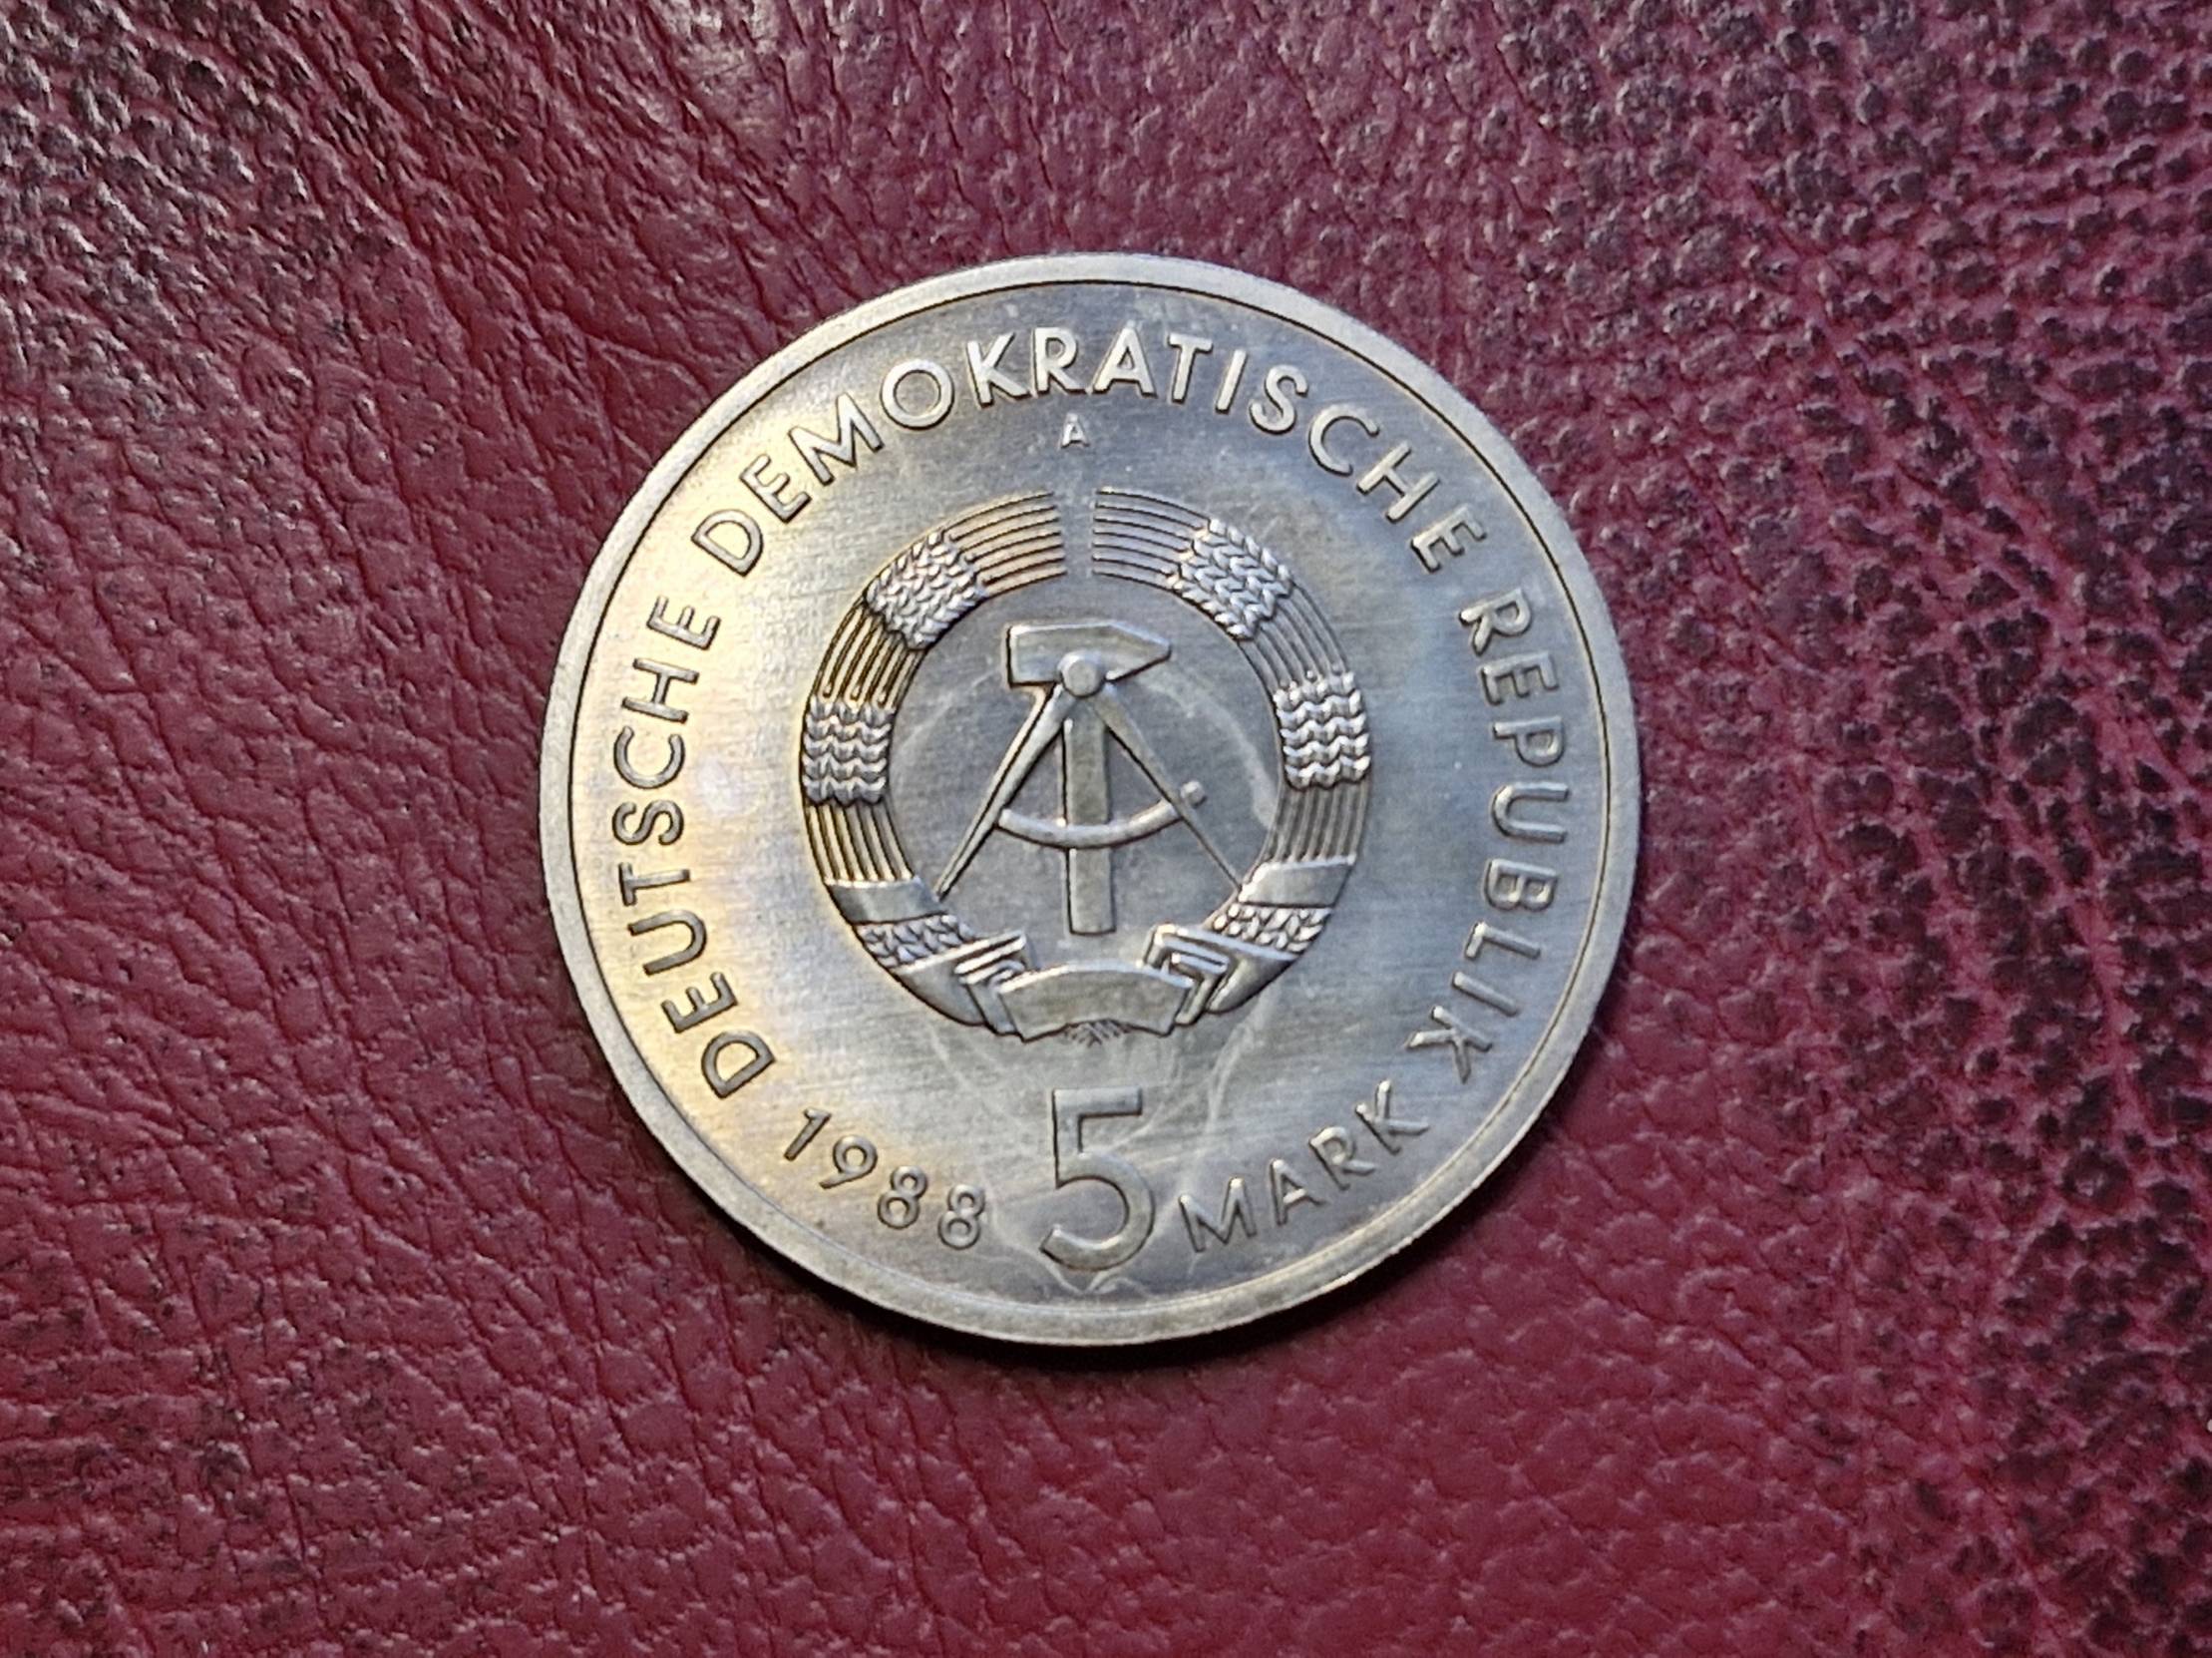 DEUTSCHE DEMOKRATISCHE REPUBLIK
A
1988 5 MARK